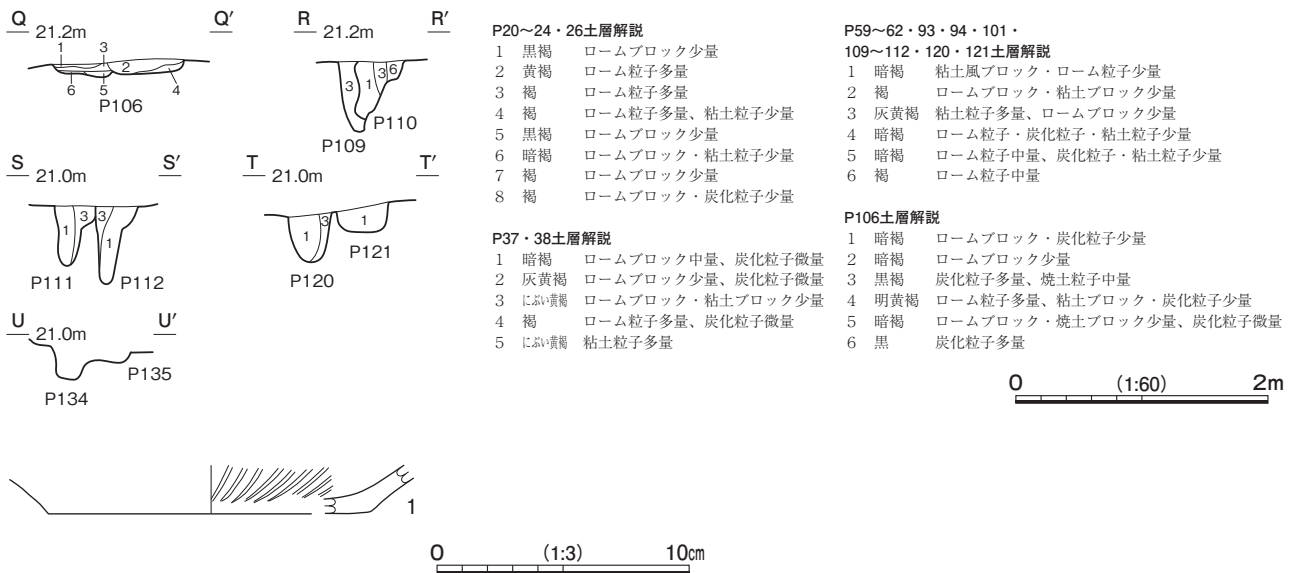 Q 21.2m Q′
1 3 2
6 5 4
P106
R 21.2m R′
3 1 3 6
P110
P109
S 21.0m S′
1 3 3 1
P111 P112
T 21.0m T′
1 3 1
P121
P120
U 21.0m U′
P135
P134
P20〜24・26土層解説
1 黒褐 ロームブロック少量
2 黄褐 ローム粒子多量
3 褐 ローム粒子多量
4 褐 ローム粒子多量、粘土粒子少量
5 黒褐 ロームブロック少量
6 暗褐 ロームブロック・粘土粒子少量
7 褐 ロームブロック少量
8 褐 ロームブロック・炭化粒子少量
P37・38土層解説
1 暗褐 ロームブロック中量、炭化粒子微量
2 灰黄褐 ロームブロック少量、炭化粒子微量
3 にぶい黄褐 ロームブロック・粘土ブロック少量
4 褐 ローム粒子多量、炭化粒子微量
5 にぶい黄褐 粘土粒子多量
P59〜62・93・94・101・
109〜112・120・121土層解説
1 暗褐 粘土風ブロック・ローム粒子少量
2 褐 ロームブロック・粘土ブロック少量
3 灰黄褐 粘土粒子多量、ロームブロック少量
4 暗褐 ローム粒子・炭化粒子・粘土粒子少量
5 暗褐 ローム粒子中量、炭化粒子・粘土粒子少量
6 褐 ローム粒子中量
P106土層解説
1 暗褐 ロームブロック・炭化粒子少量
2 暗褐 ロームブロック少量
3 黒褐 炭化粒子多量、焼土粒子中量
4 明黄褐 ローム粒子多量、粘土ブロック・炭化粒子少量
5 暗褐 ロームブロック・焼土ブロック少量、炭化粒子微量
6 黒 炭化粒子多量
0 (1:60) 2m
1
0 (1:3) 10cm